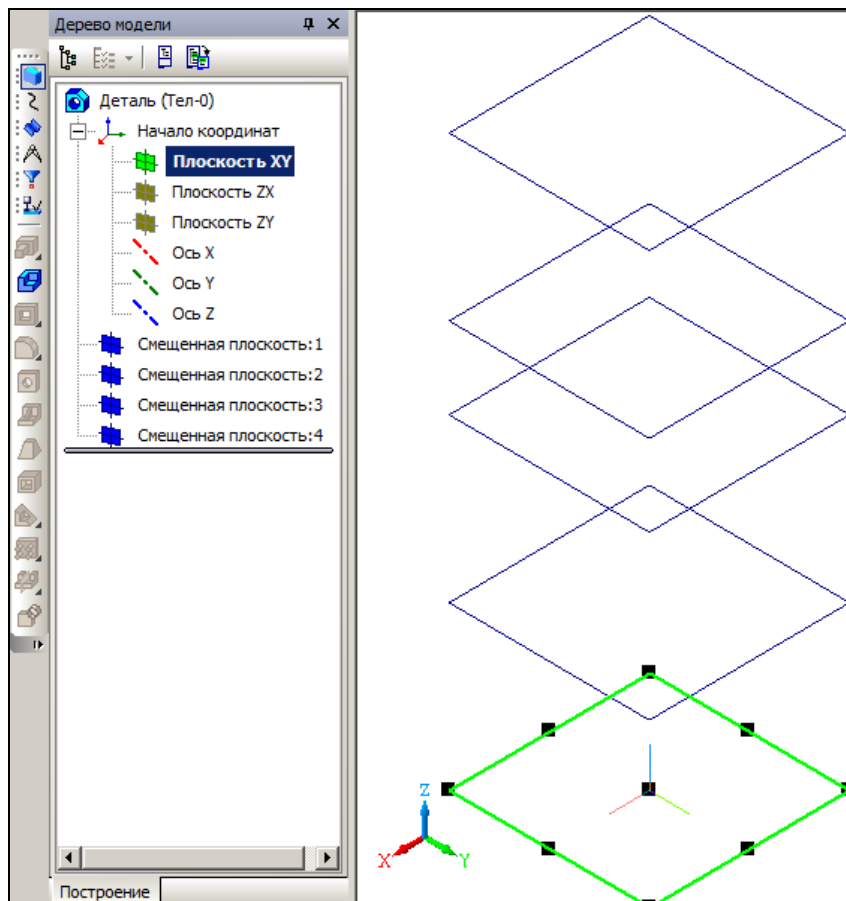 Дерево модели
Деталь (Тел-0)
Начало координат
Плоскость XY
Плоскость ZX
Плоскость ZY
Ось X
Ось Y
Ось Z
Смещенная плоскость:1
Смещенная плоскость:2
Смещенная плоскость:3
Смещенная плоскость:4
Z
X
Y
Построение